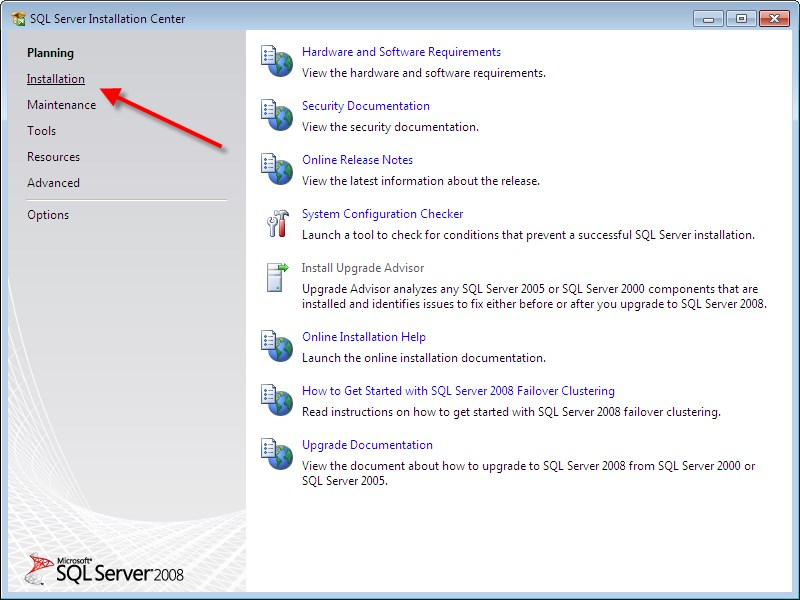 SQL Server Installation Center
Planning
Installation
Maintenance
Tools
Resources
Advanced
Options
Hardware and Software Requirements
View the hardware and software requirements.
Security Documentation
View the security documentation.
Online Release Notes
View the latest information about the release.
System Configuration Checker
Launch a tool to check for conditions that prevent a successful SQL Server installation.
Install Upgrade Advisor
Upgrade Advisor analyzes any SQL Server 2005 or SQL Server 2000 components that are
installed and identifies issues to fix either before or after you upgrade to SQL Server 2008.
Online Installation Help
Launch the online installation documentation.
How to Get Started with SQL Server 2008 Failover Clustering
Read instructions on how to get started with SQL Server 2008 failover clustering.
Upgrade Documentation
View the document about how to upgrade to SQL Server 2008 from SQL Server 2000 or
SQL Server 2005.
Microsoft®
SQL Server 2008